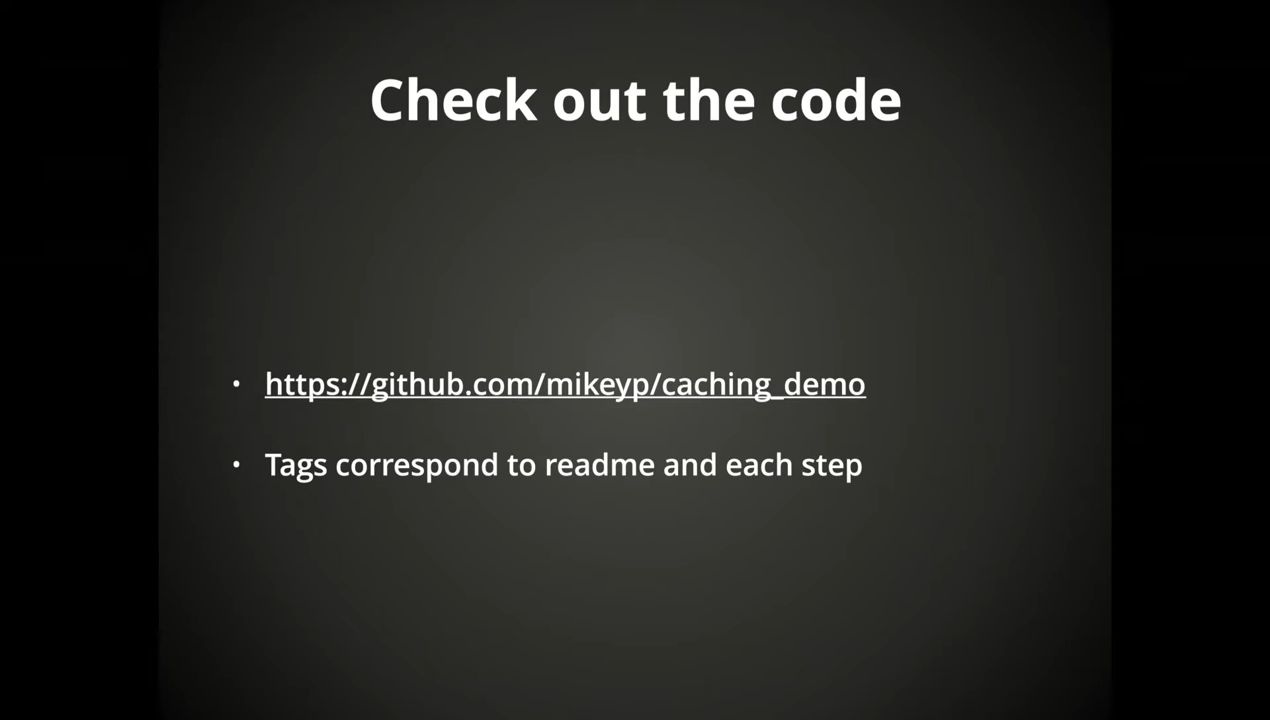 Check out the code
• https://github.com/mikeyp/caching_demo
• Tags correspond to readme and each step